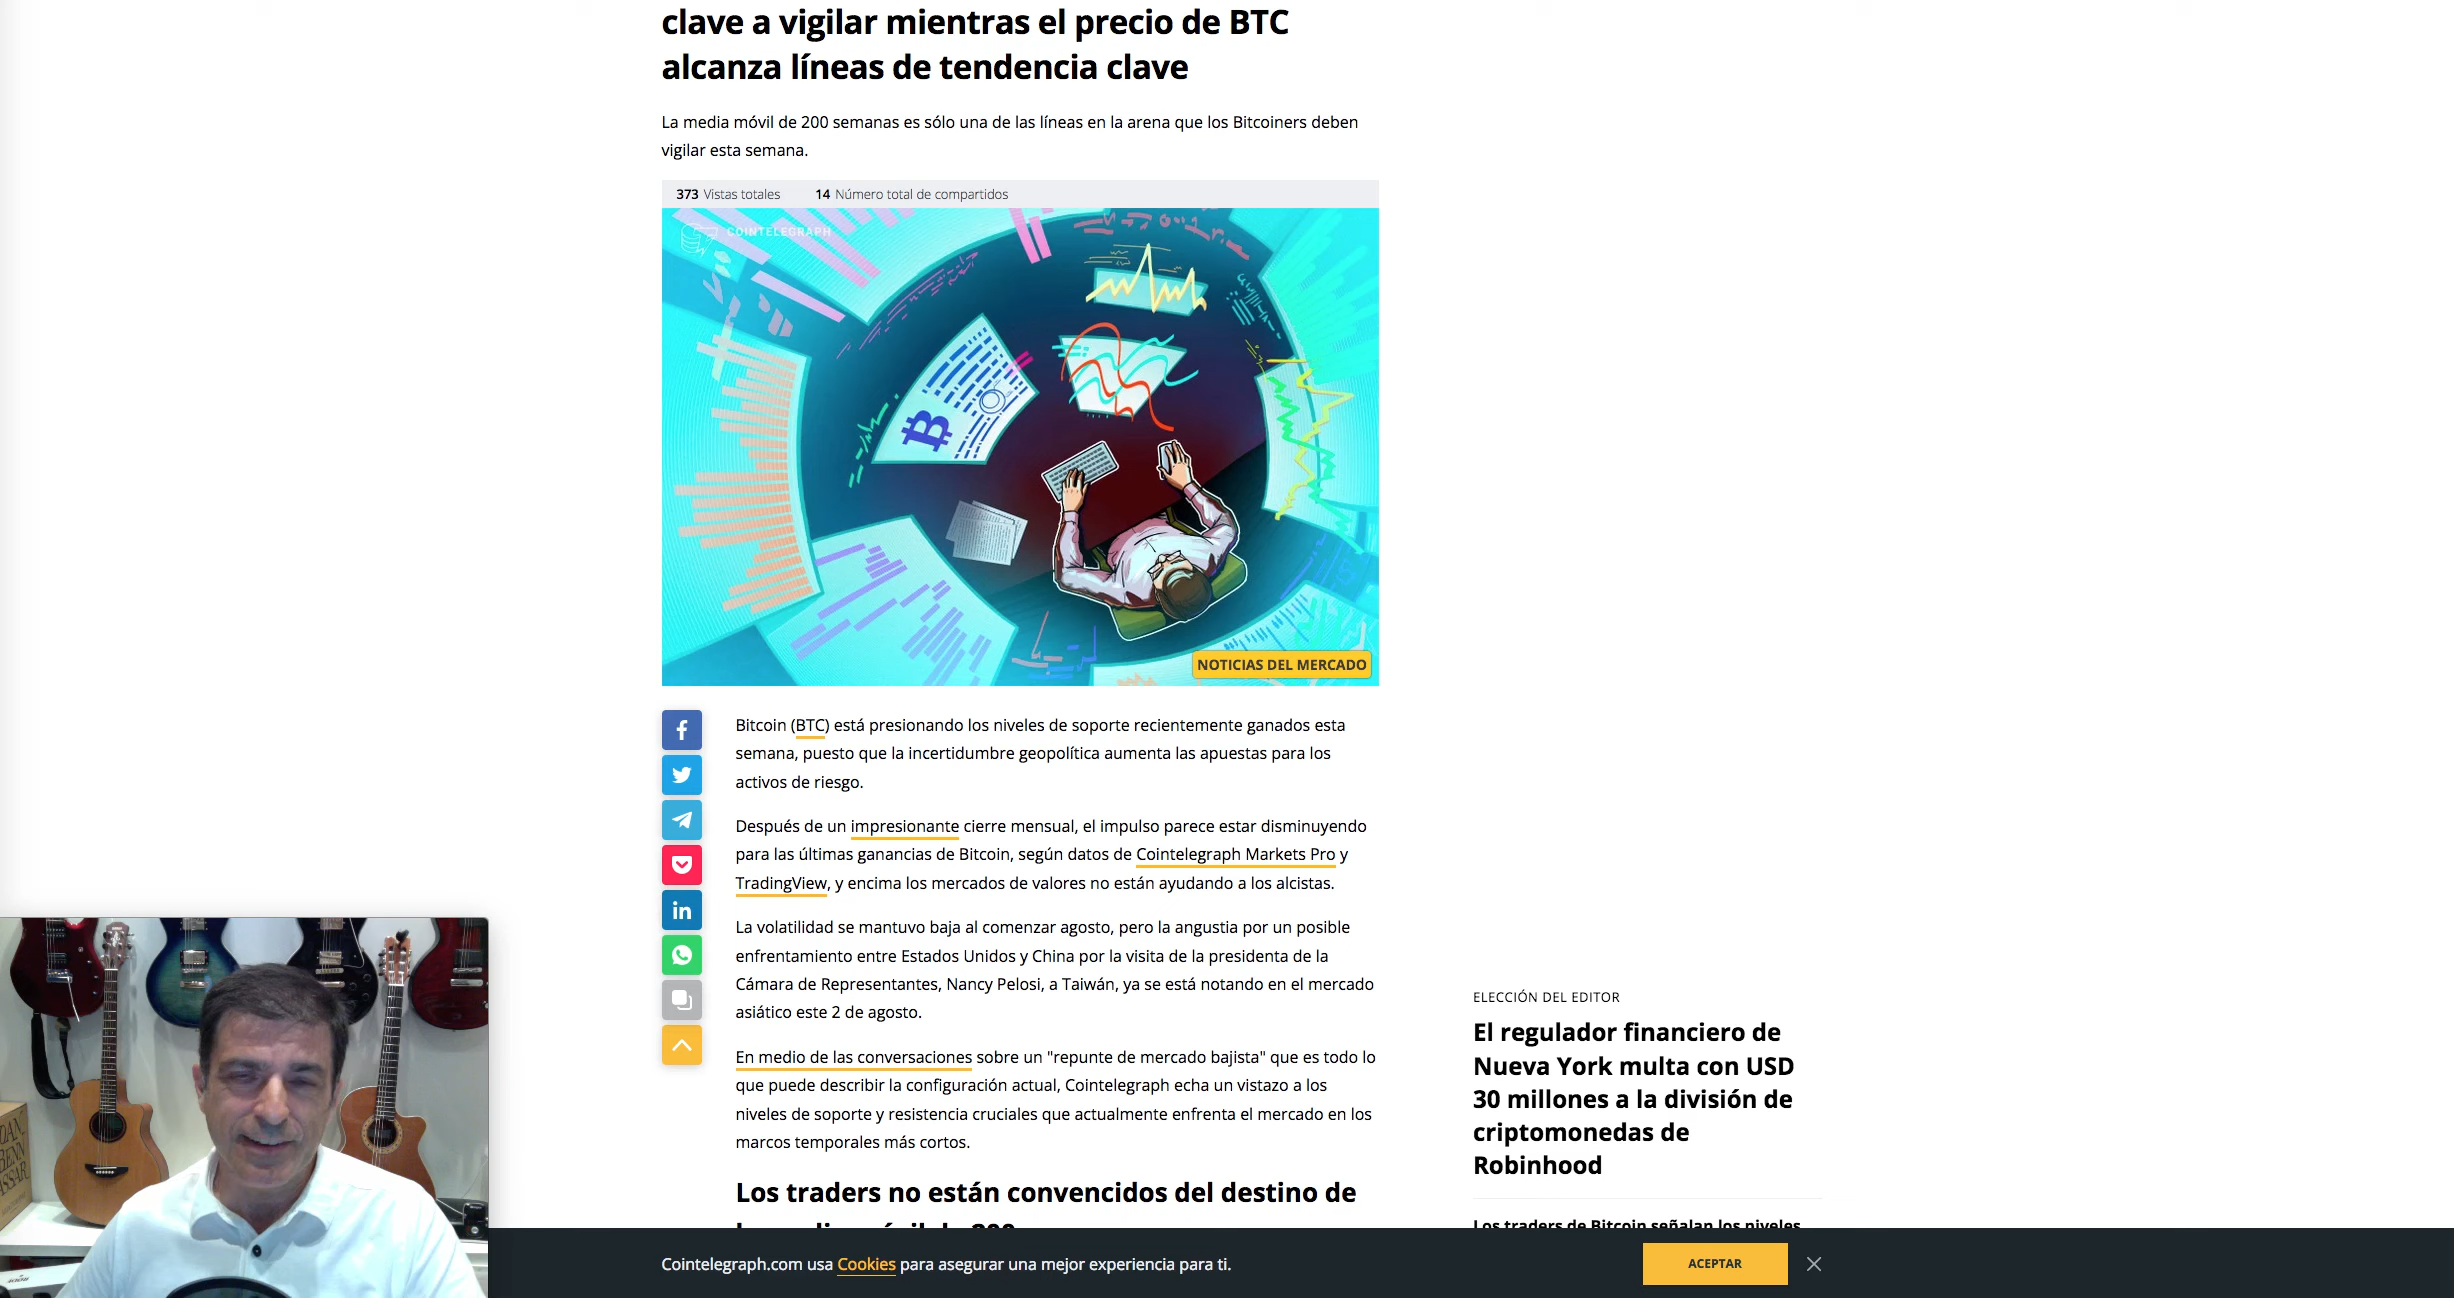 clave a vigilar mientras el precio de BTC
alcanza líneas de tendencia clave
La media móvil de 200 semanas es sólo una de las líneas en la arena que los Bitcoiners deben
vigilar esta semana.
373 Vistas totales
14 Número total de compartidos
COINTELEGRAPH
NOTICIAS DEL MERCADO
Bitcoin (BTC) está presionando los niveles de soporte recientemente ganados esta
semana, puesto que la incertidumbre geopolítica aumenta las apuestas para los
activos de riesgo.
Después de un impresionante cierre mensual, el impulso parece estar disminuyendo
para las últimas ganancias de Bitcoin, según datos de Cointelegraph Markets Pro y
TradingView, y encima los mercados de valores no están ayudando a los alcistas.
La volatilidad se mantuvo baja al comenzar agosto, pero la angustia por un posible
enfrentamiento entre Estados Unidos y China por la visita de la presidenta de la
Cámara de Representantes, Nancy Pelosi, a Taiwán, ya se está notando en el mercado
asiático este 2 de agosto.
En medio de las conversaciones sobre un "repunte de mercado bajista" que es todo lo
que puede describir la configuración actual, Cointelegraph echa un vistazo a los
niveles de soporte y resistencia cruciales que actualmente enfrenta el mercado en los
marcos temporales más cortos.
Los traders no están convencidos del destino de
ELECCIÓN DEL EDITOR
El regulador financiero de
Nueva York multa con USD
30 millones a la división de
criptomonedas de
Robinhood
Los traders de Bitcoin señalan los niveles
Cointelegraph.com usa Cookies para asegurar una mejor experiencia para ti.
ACEPTAR